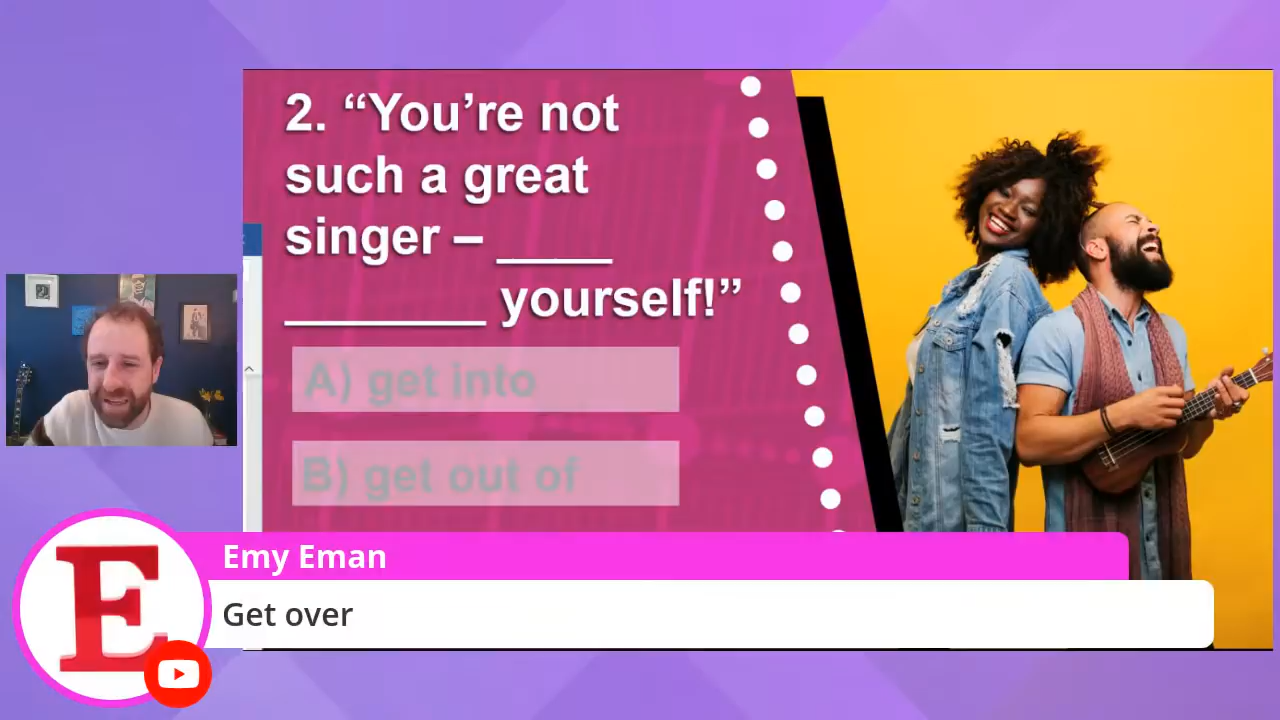 2. “You’re not
such a great
singer – ____
________ yourself!”
A) get into
B) get out of
E
Emy Eman
Get over